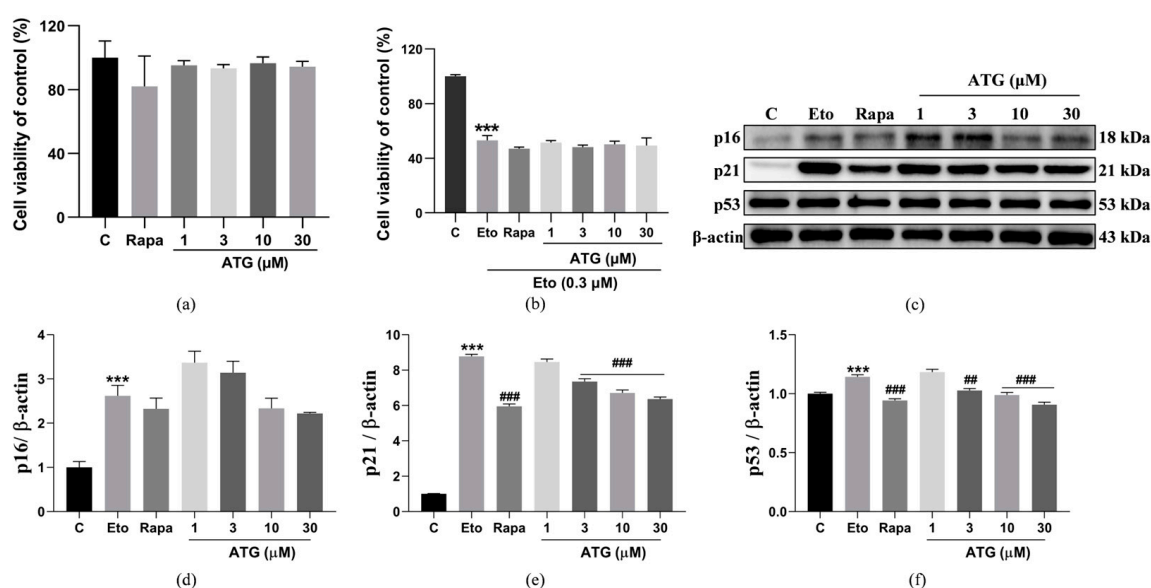 Cell viability of control (%)
120
80
40
0
C Rapa 1 3 10 30
ATG (μM)
(a)
Cell viability of control (%)
120
80
40
0
***
C Eto Rapa 1 3 10 30
ATG (μM)
Eto (0.3 μM)
(b)
ATG (μM)
C Eto Rapa 1 3 10 30
p16 18 kDa
p21 21 kDa
p53 53 kDa
β-actin 43 kDa
(c)
p16/ β-actin
4
3
2
1
0
***
C Eto Rapa 1 3 10 30
ATG (μM)
(d)
p21 / β-actin
10
8
6
4
2
0
***
###
###
C Eto Rapa 1 3 10 30
ATG (μM)
(e)
p53 / β-actin
1.5
1.0
0.5
0.0
***
###
##
###
C Eto Rapa 1 3 10 30
ATG (μM)
(f)